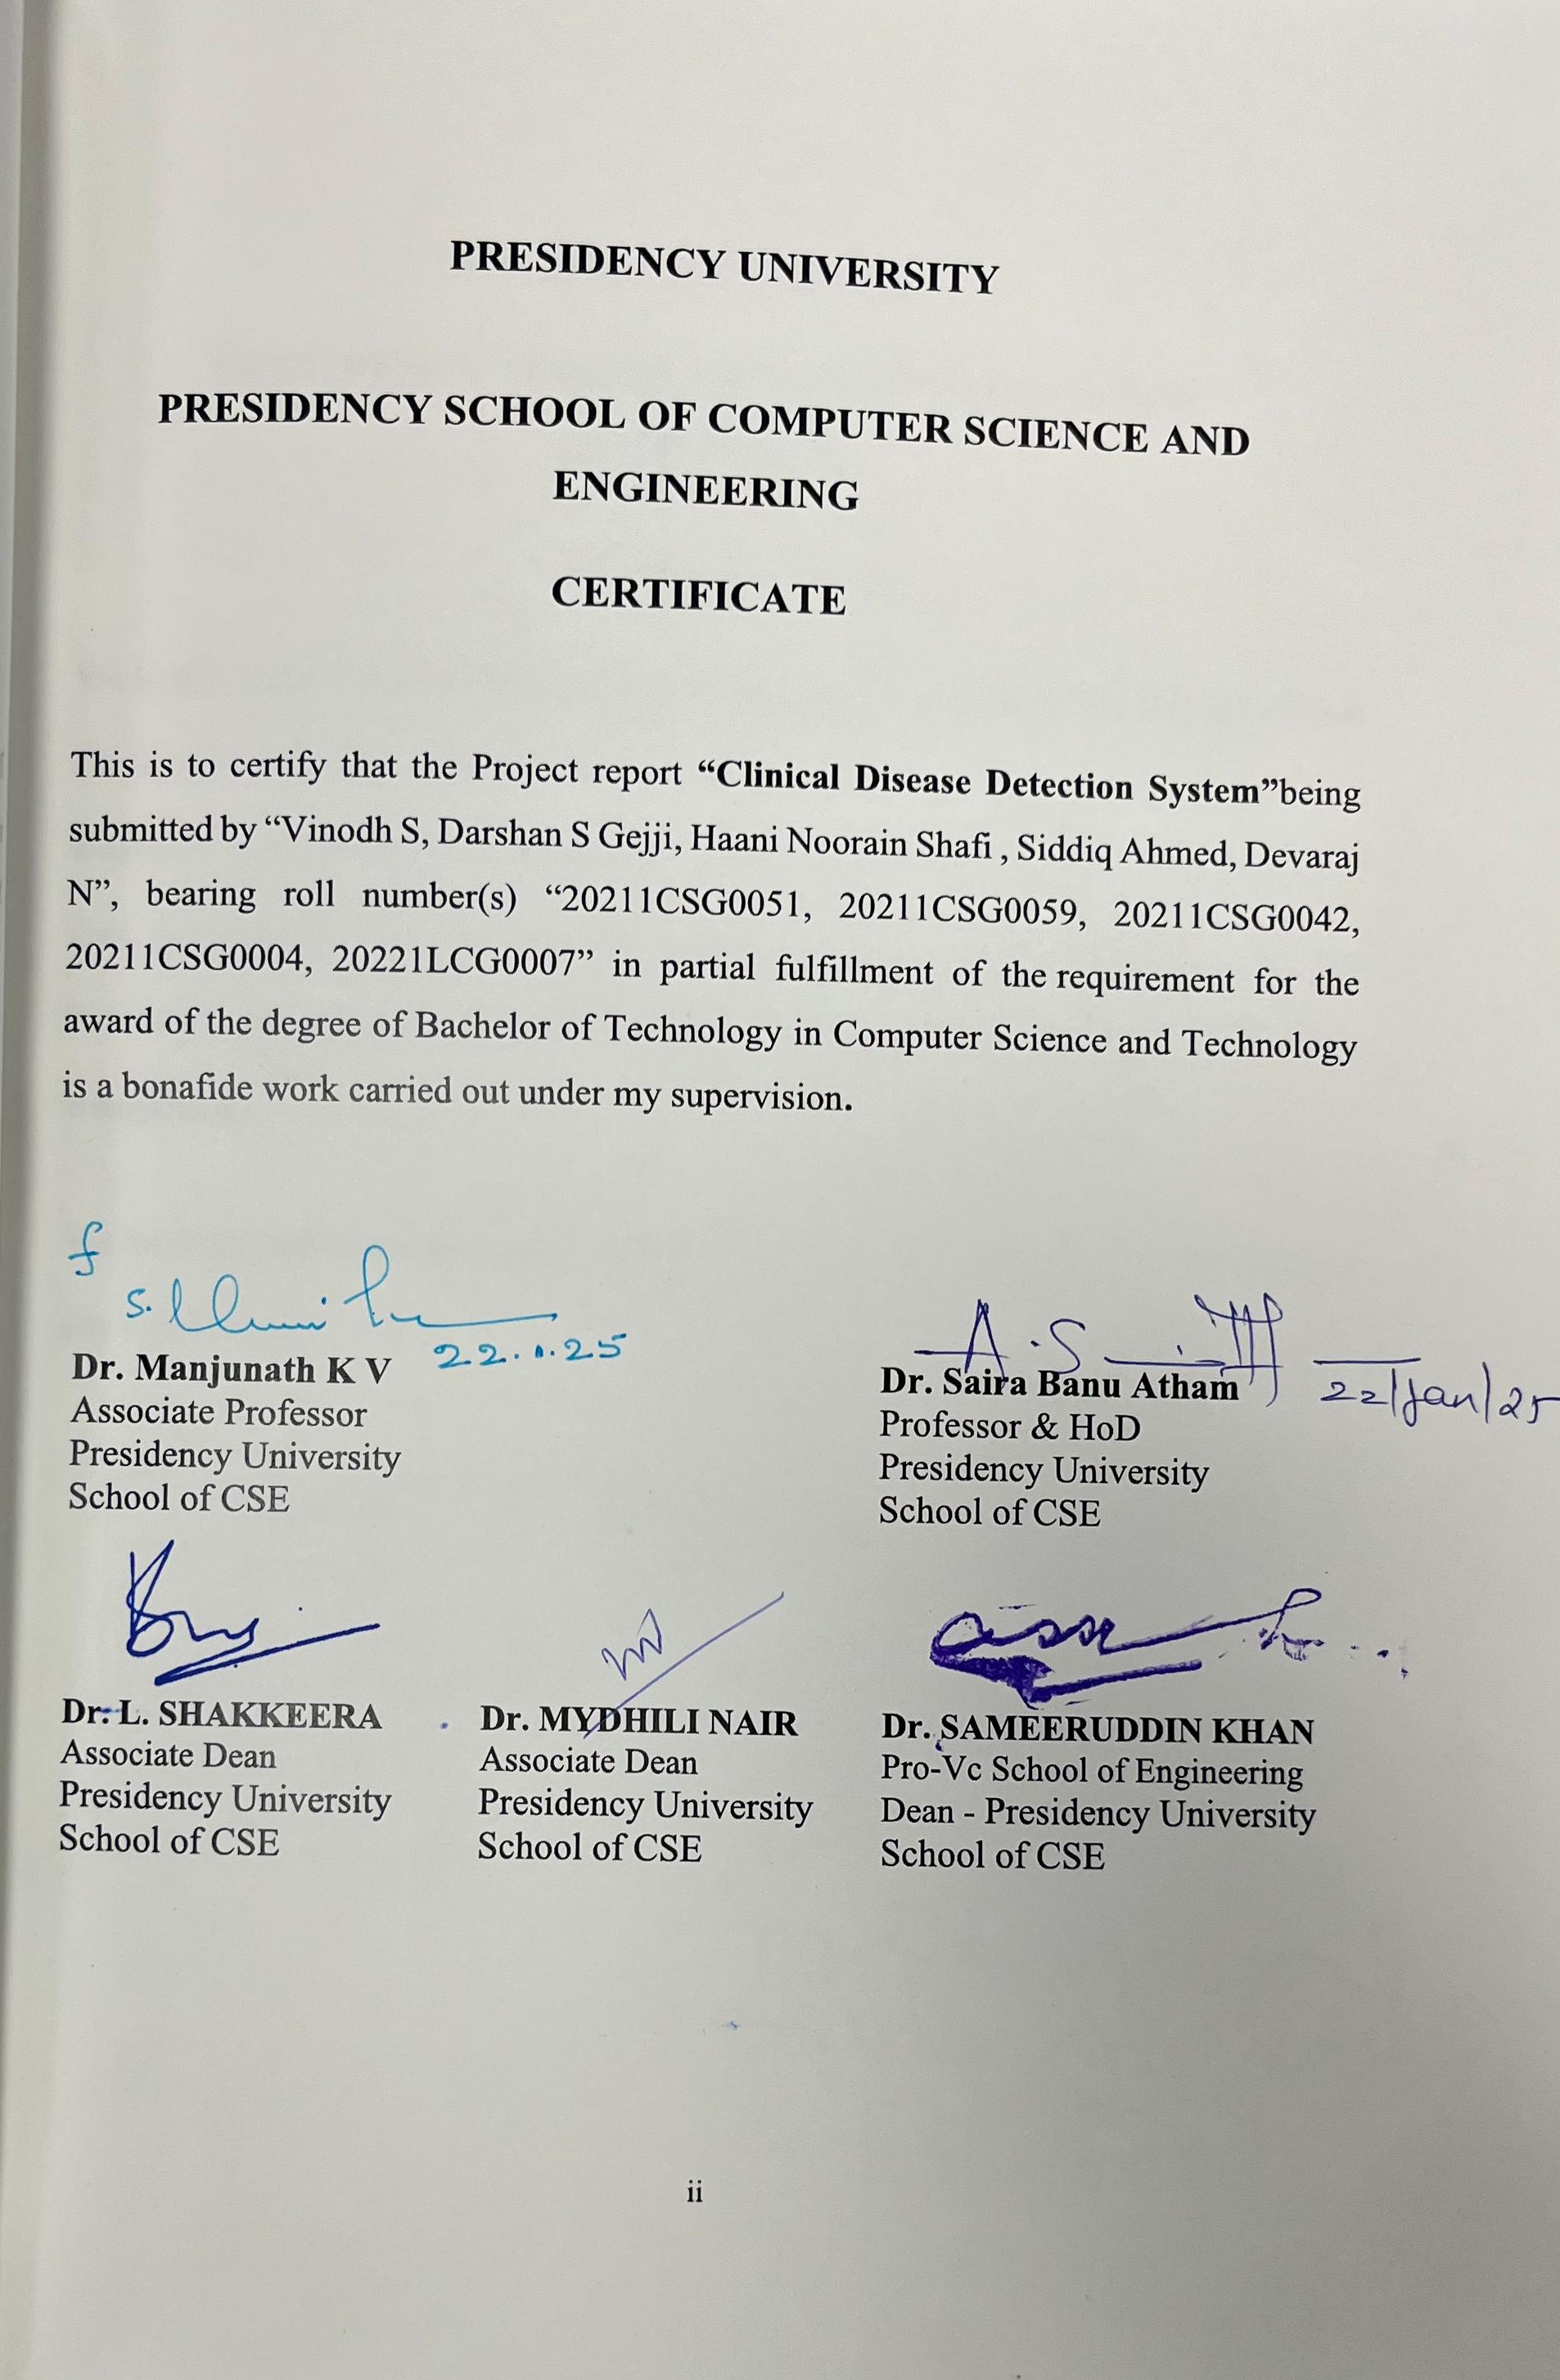 PRESIDENCY UNIVERSITY
PRESIDENCY SCHOOL OF COMPUTER SCIENCE AND
ENGINEERING
CERTIFICATE
This is to certify that the Project report “Clinical Disease Detection System”being
submitted by “Vinodh S, Darshan S Gejji, Haani Noorain Shafi , Siddiq Ahmed, Devaraj
N”, bearing roll number(s) “20211CSG0051, 20211CSG0059, 20211CSG0042,
20211CSG0004, 20221LCG0007” in partial fulfillment of the requirement for the
award of the degree of Bachelor of Technology in Computer Science and Technology
is a bonafide work carried out under my supervision.
22.1.25
22/Jan/25
Dr. Manjunath K V
Associate Professor
Presidency University
School of CSE
Dr. Saira Banu Atham
Professor & HoD
Presidency University
School of CSE
Dr. L. SHAKKEERA
Associate Dean
Presidency University
School of CSE
Dr. MYDHILI NAIR
Associate Dean
Presidency University
School of CSE
Dr. SAMEERUDDIN KHAN
Pro-Vc School of Engineering
Dean - Presidency University
School of CSE
ii